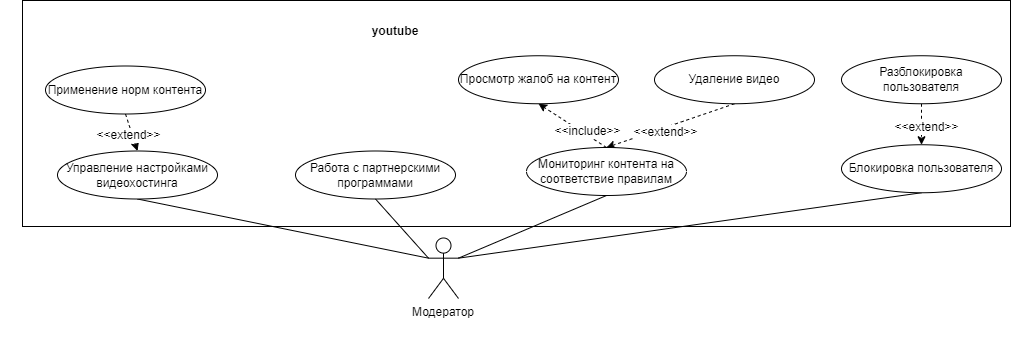 youtube
Применение норм контента
Просмотр жалоб на контент
Удаление видео
Разблокировка
пользователя
<<extend>>
<<include>>
<<extend>>
<<extend>>
Управление настройками
видеохостинга
Работа с партнерскими
программами
Мониторинг контента на
соответствие правилам
Блокировка пользователя
Модератор